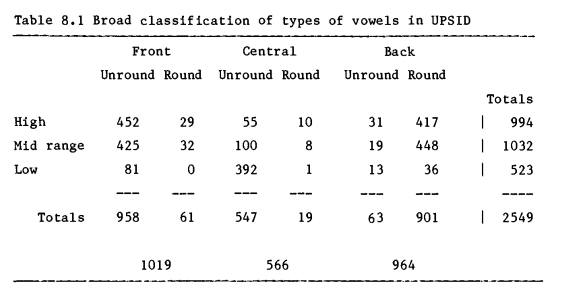 Table 8.1 Broad classification of types of vowels in UPSID
Front Central Back
Unround Round Unround Round Unround Round
Totals
High 452 29 55 10 31 417 | 994
Mid range 425 32 100 8 19 448 | 1032
Low 81 0 392 1 13 36 | 523
--- --- --- --- --- --- ----
Totals 958 61 547 19 63 901 | 2549
1019 566 964